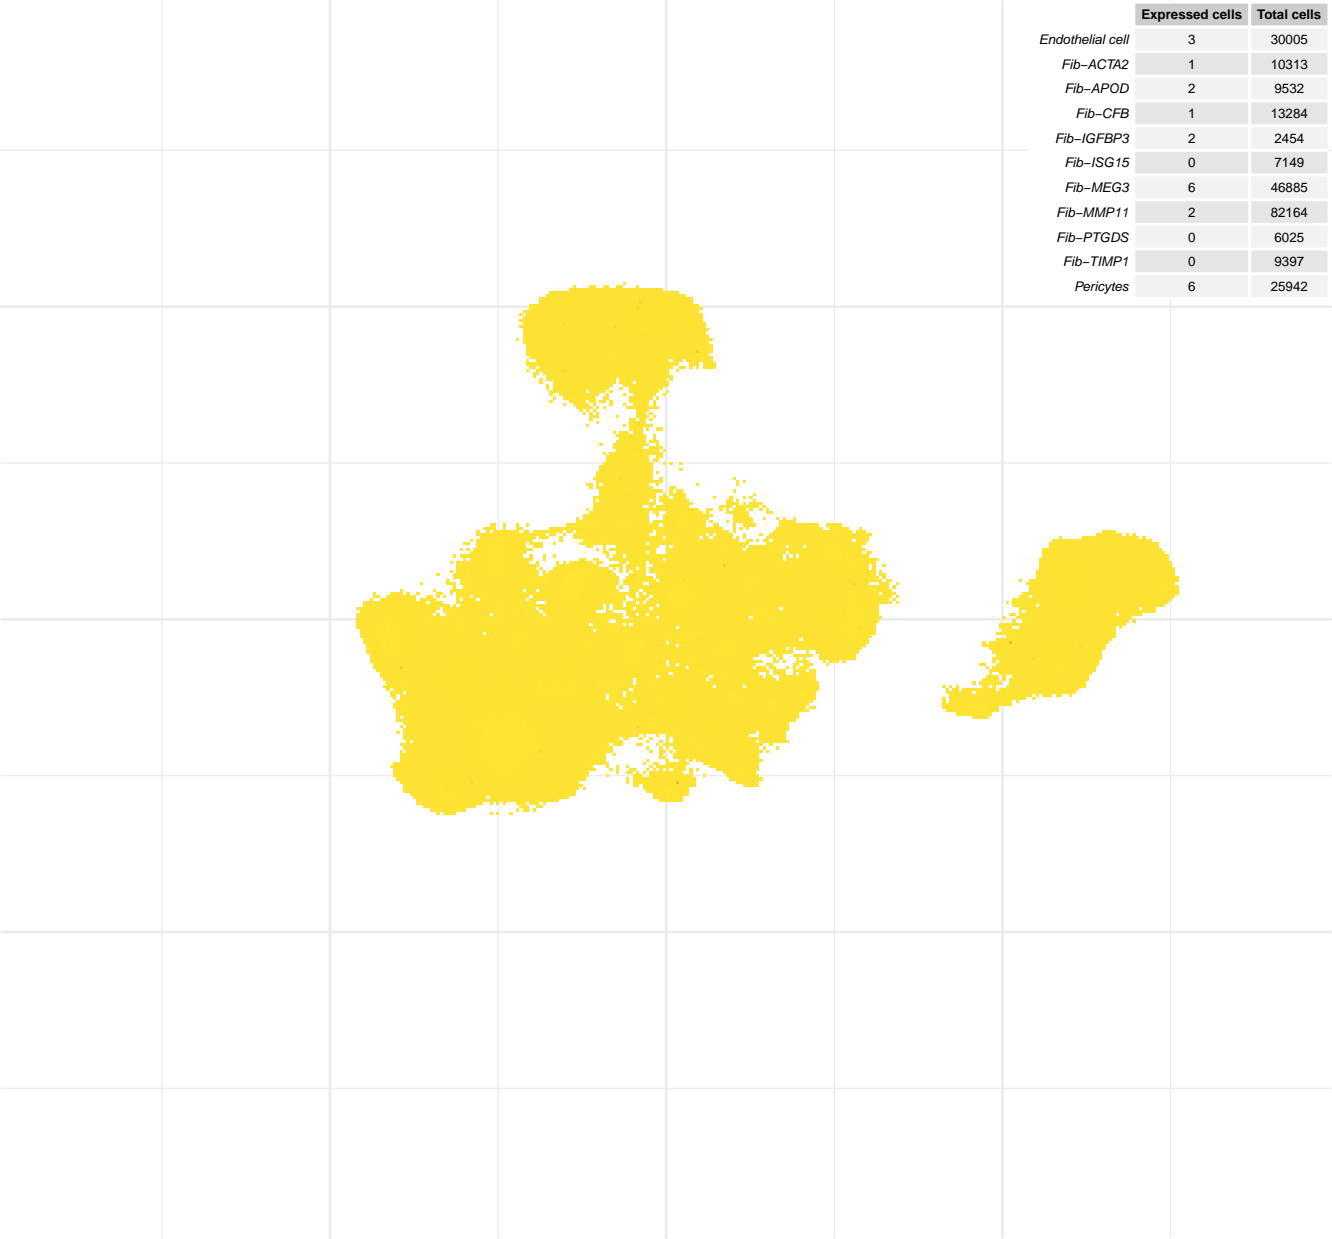 Expressed cells Total cells
Endothelial cell 3 30005
Fib−ACTA2 1 10313
Fib−APOD 2 9532
Fib−CFB 1 13284
Fib−IGFBP3 2 2454
Fib−ISG15 0 7149
Fib−MEG3 6 46885
Fib−MMP11 2 82164
Fib−PTGDS 0 6025
Fib−TIMP1 0 9397
Pericytes 6 25942